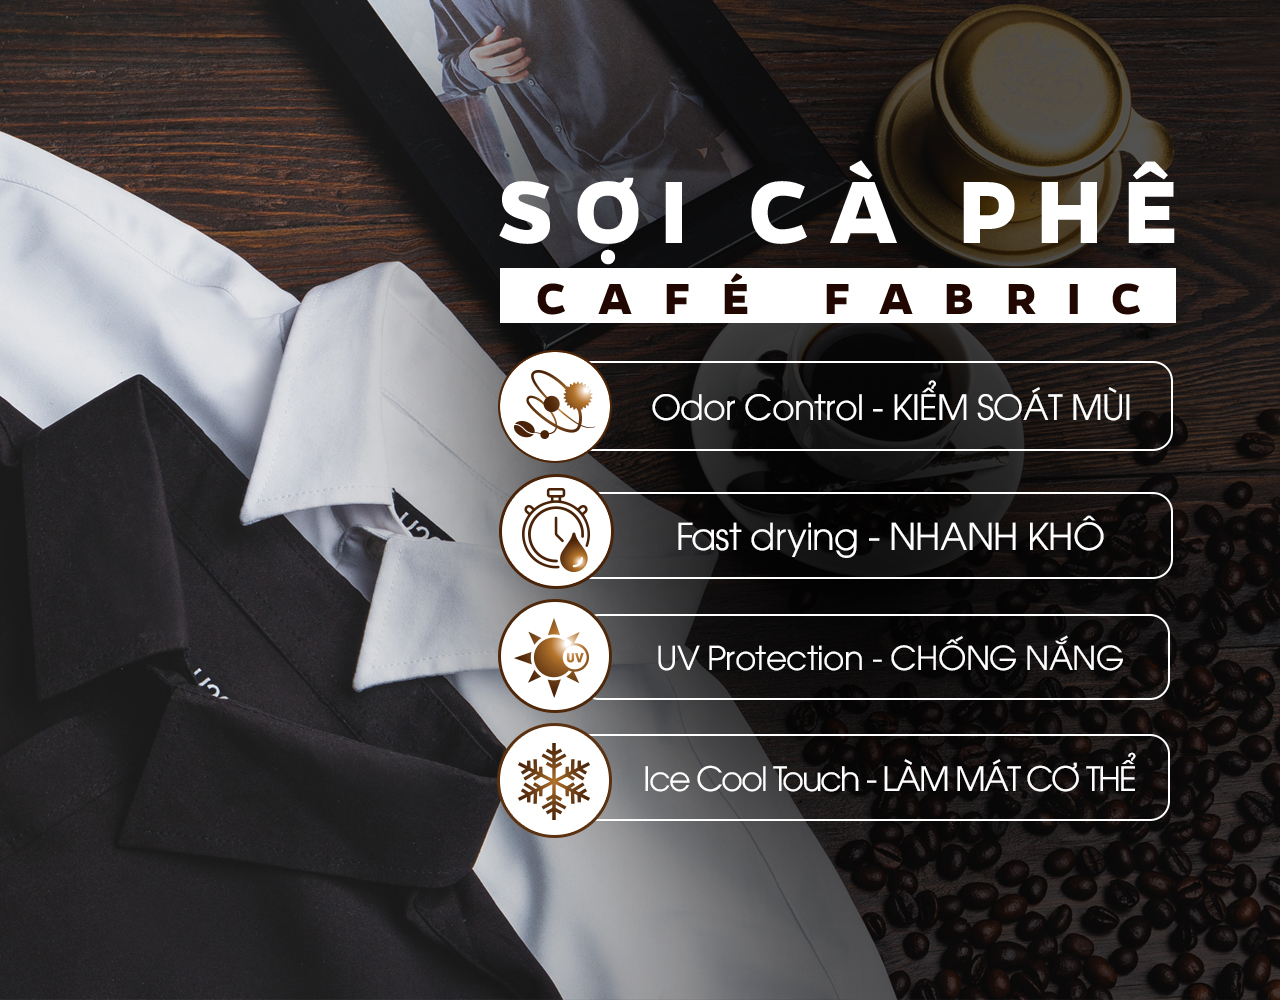 SỢI CÀ PHÊ
CAFÉ FABRIC
Odor Control - KIỂM SOÁT MÙI
Fast drying - NHANH KHÔ
UV Protection - CHỐNG NẮNG
UV
Ice Cool Touch - LÀM MÁT CƠ THỂ